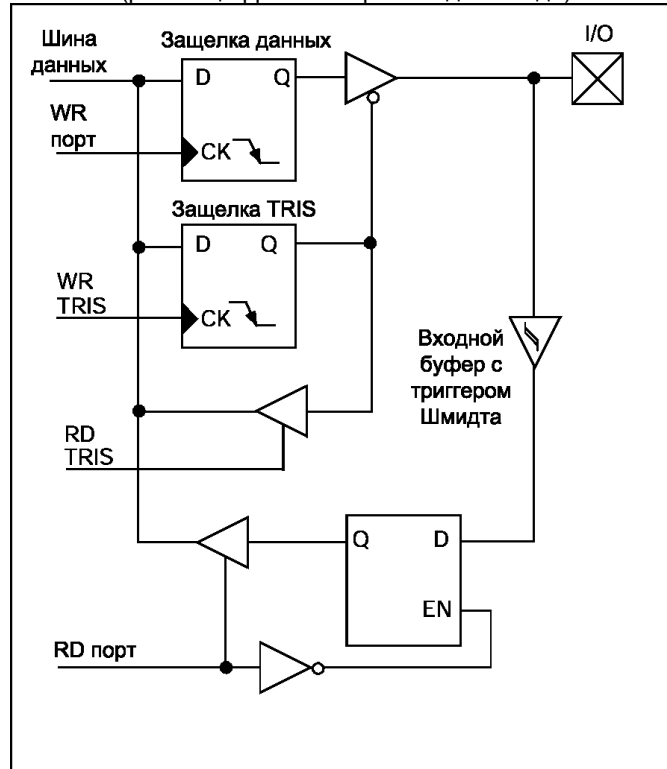 Шина
данных
Защелка данных
I/O
D
Q
WR
порт
CK
Защелка TRIS
D
Q
WR
TRIS
CK
Входной
буфер с
триггером
Шмидта
RD
TRIS
Q
D
EN
RD порт